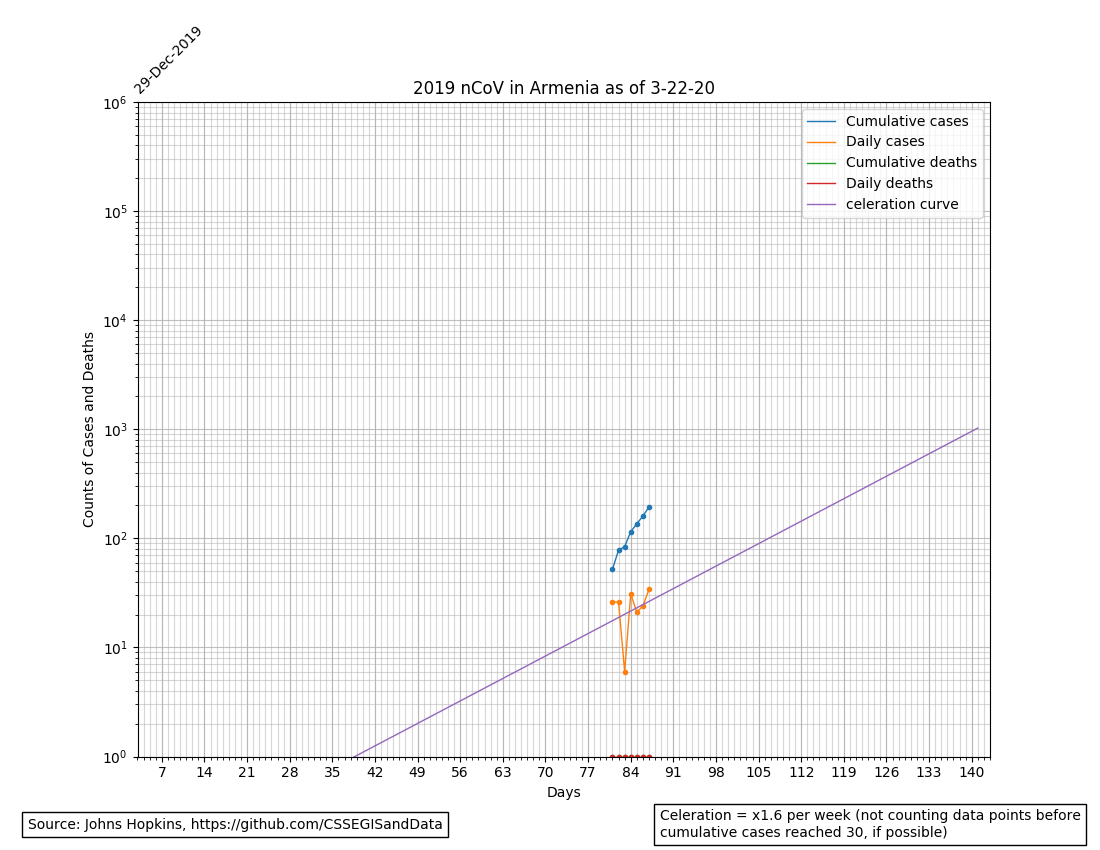 29-Dec-2019
2019 nCoV in Armenia as of 3-22-20
10^6
10^5
10^4
10^3
10^2
10^1
10^0
Counts of Cases and Deaths
Cumulative cases
Daily cases
Cumulative deaths
Daily deaths
celeration curve
7 14 21 28 35 42 49 56 63 70 77 84 91 98 105 112 119 126 133 140
Days
Source: Johns Hopkins, https://github.com/CSSEGISandData
Celeration = x1.6 per week (not counting data points before
cumulative cases reached 30, if possible)